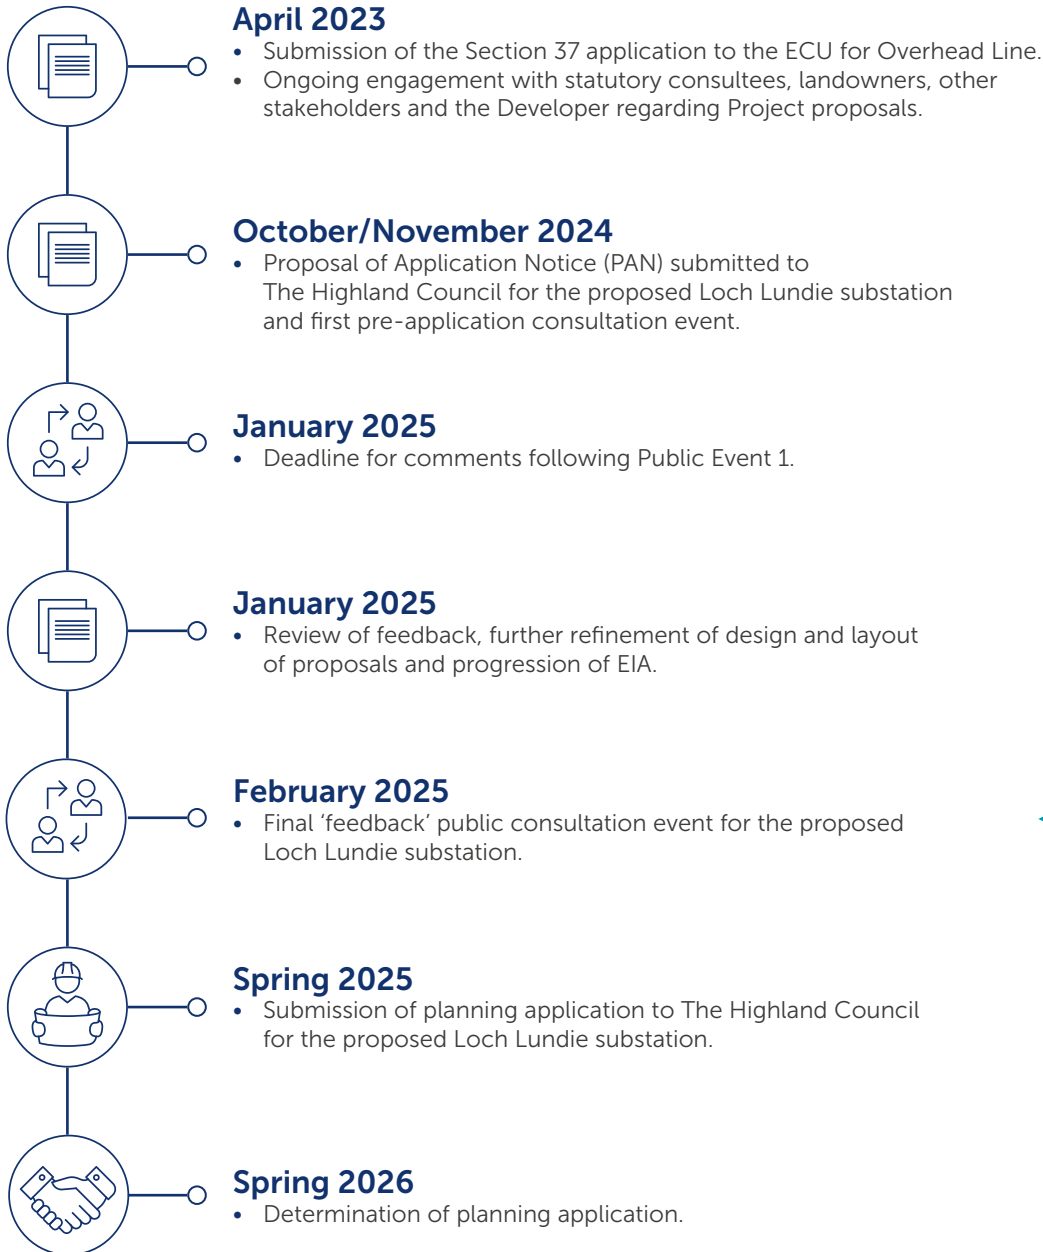 April 2023
• Submission of the Section 37 application to the ECU for Overhead Line.
• Ongoing engagement with statutory consultees, landowners, other
stakeholders and the Developer regarding Project proposals.
October/November 2024
• Proposal of Application Notice (PAN) submitted to
The Highland Council for the proposed Loch Lundie substation
and first pre-application consultation event.
January 2025
• Deadline for comments following Public Event 1.
January 2025
• Review of feedback, further refinement of design and layout
of proposals and progression of EIA.
February 2025
• Final ‘feedback’ public consultation event for the proposed
Loch Lundie substation.
Spring 2025
• Submission of planning application to The Highland Council
for the proposed Loch Lundie substation.
Spring 2026
• Determination of planning application.